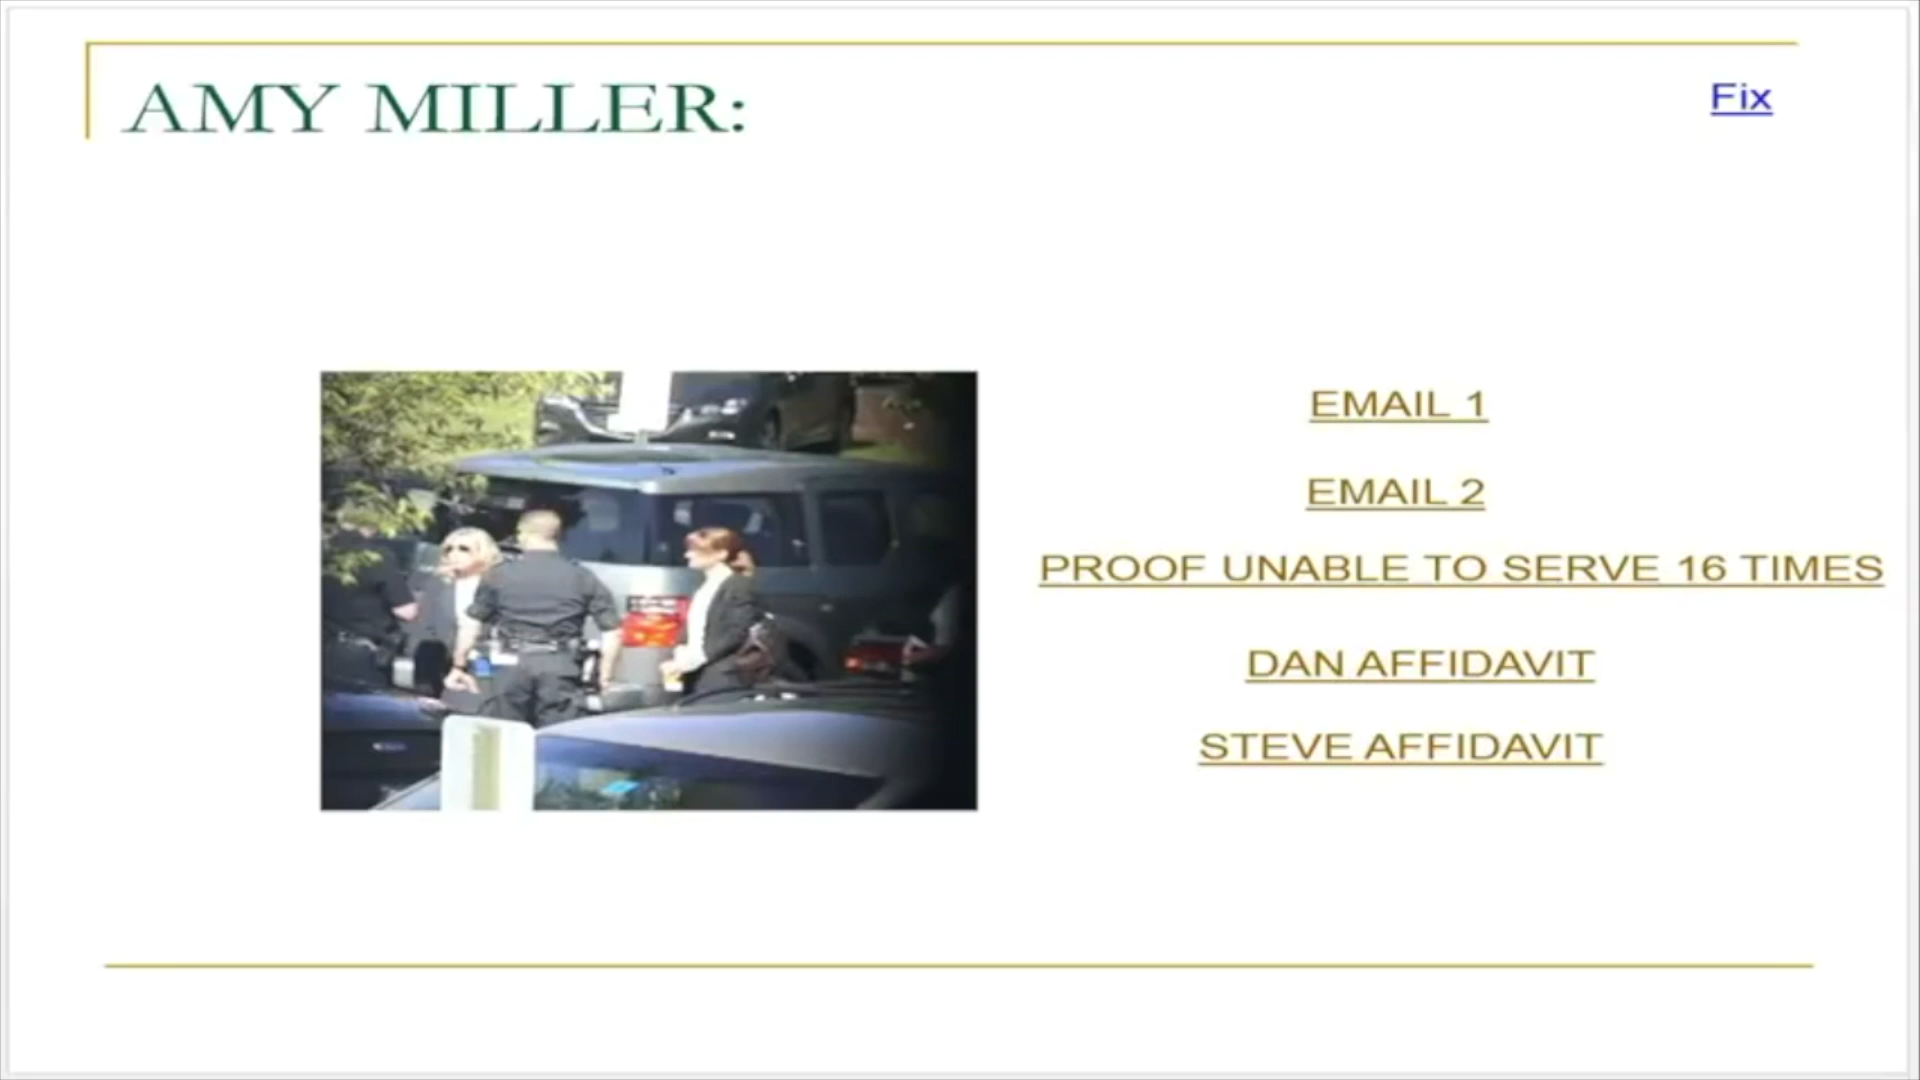 AMY MILLER:
Fix
EMAIL 1
EMAIL 2
PROOF UNABLE TO SERVE 16 TIMES
DAN AFFIDAVIT
STEVE AFFIDAVIT